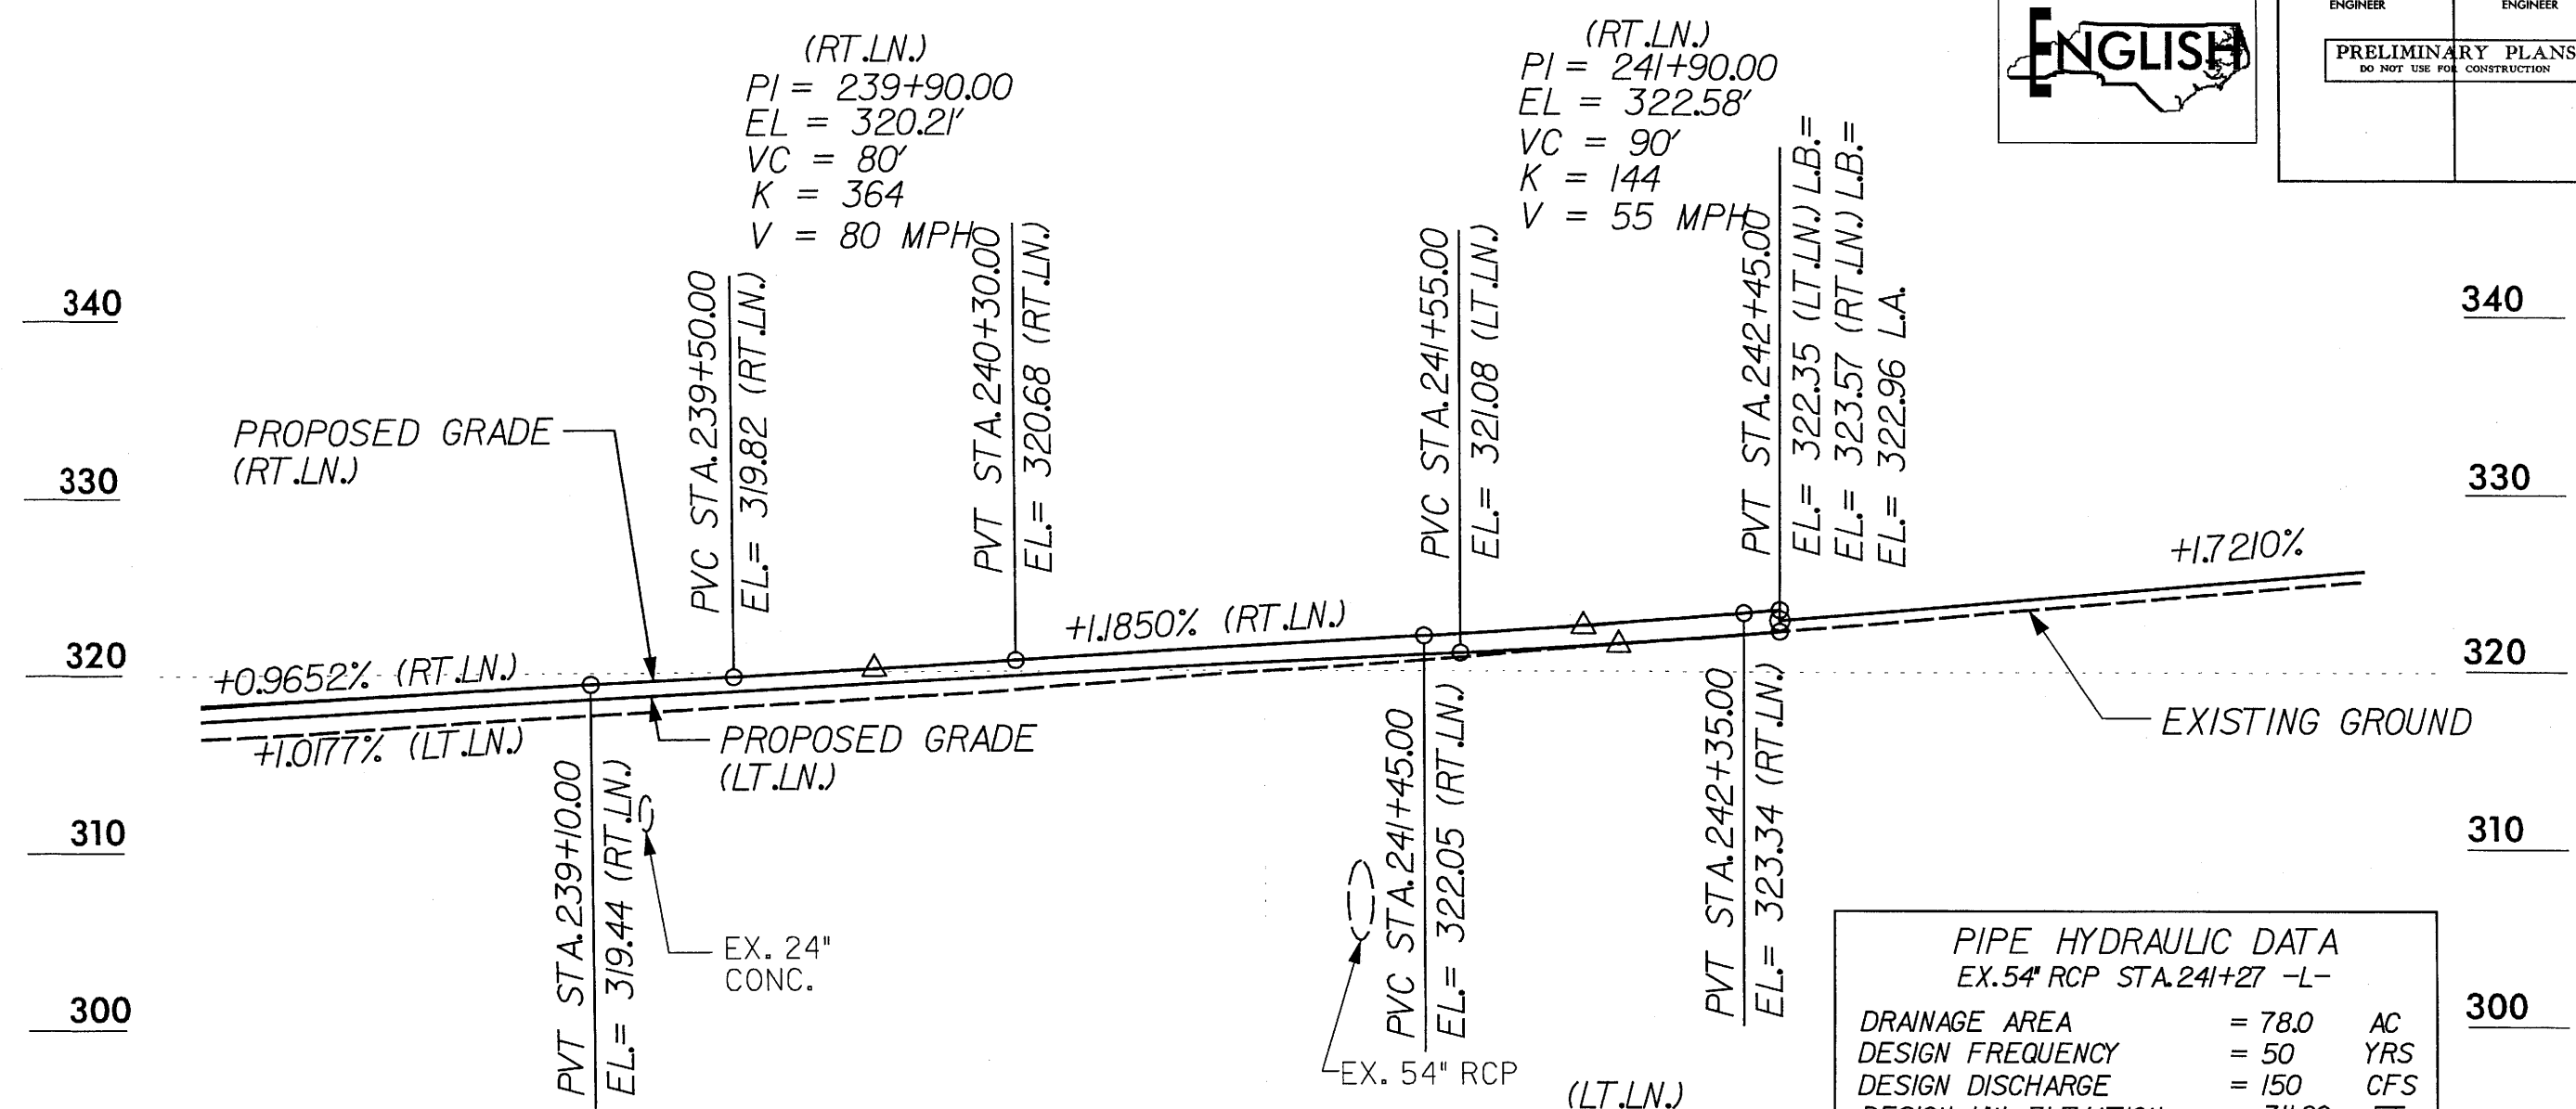 ENGINEER
ENGINEER
ENGLISH
PRELIMINARY PLANS
DO NOT USE FOR CONSTRUCTION
(RT.LN.)
PI = 239+90.00
EL = 320.21'
VC = 80'
K = 364
V = 80 MPH
(RT.LN.)
PI = 241+90.00
EL = 322.58'
VC = 90'
K = 144
V = 55 MPH
PVC STA.239+50.00
EL.= 319.82 (RT.LN.)
PVT STA.240+30.00
EL.= 320.68 (RT.LN.)
PVC STA.241+55.00
EL.= 321.08 (LT.LN.)
PVT STA.242+45.00
EL.= 322.35 (LT.LN.) L.B.=
EL.= 323.57 (RT.LN.) L.B.=
EL.= 322.96 L.A.
340
340
PROPOSED GRADE
(RT.LN.)
330
330
+1.7210%
+1.1850% (RT.LN.)
320
320
+0.9652% (RT.LN.)
+1.0177% (LT.LN.)
PROPOSED GRADE
(LT.LN.)
EXISTING GROUND
PVT STA.239+10.00
EL.= 319.44 (RT.LN.)
PVC STA.241+45.00
EL.= 322.05 (RT.LN.)
PVT STA.242+35.00
EL.= 323.34 (RT.LN.)
310
310
EX. 24"
CONC.
300
300
EX. 54" RCP
(LT.LN.)
PIPE HYDRAULIC DATA
EX.54" RCP STA.241+27 -L-
DRAINAGE AREA = 78.0 AC
DESIGN FREQUENCY = 50 YRS
DESIGN DISCHARGE = 150 CFS